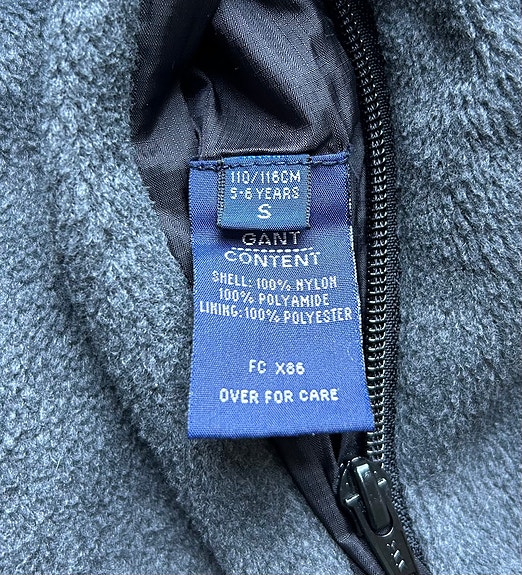 110/116CM
5-6 YEARS
S
GANT
CONTENT
SHELL: 100% NYLON
100% POLYAMIDE
LINING: 100% POLYESTER
FC X86
OVER FOR CARE